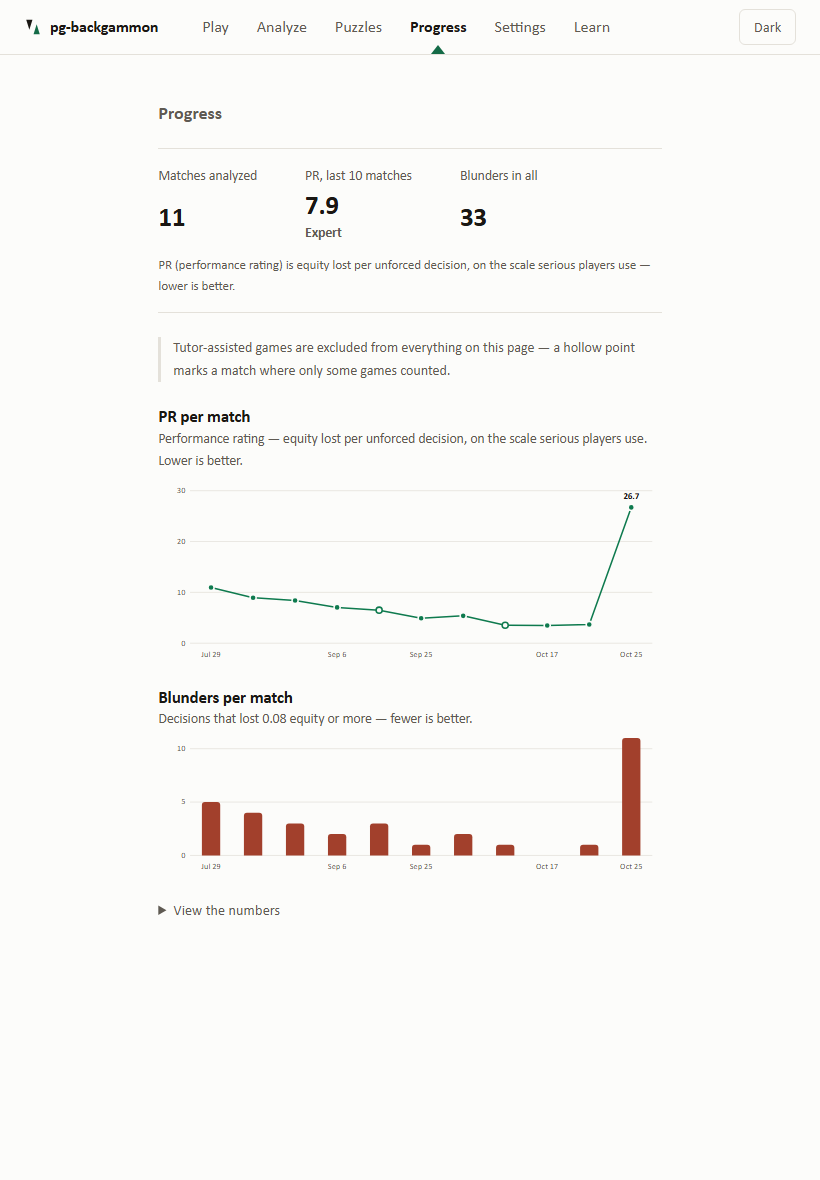 pg-backgammon Play Analyze Puzzles Progress Settings Learn Dark
Progress
Matches analyzed PR, last 10 matches Blunders in all
11 7.9 33
Expert
PR (performance rating) is equity lost per unforced decision, on the scale serious players use —
lower is better.
Tutor-assisted games are excluded from everything on this page — a hollow point
marks a match where only some games counted.
PR per match
Performance rating — equity lost per unforced decision, on the scale serious players use.
Lower is better.
30
26.7
20
10
0
Jul 29 Sep 6 Sep 25 Oct 17 Oct 25
Blunders per match
Decisions that lost 0.08 equity or more — fewer is better.
10
5
0
Jul 29 Sep 6 Sep 25 Oct 17 Oct 25
View the numbers